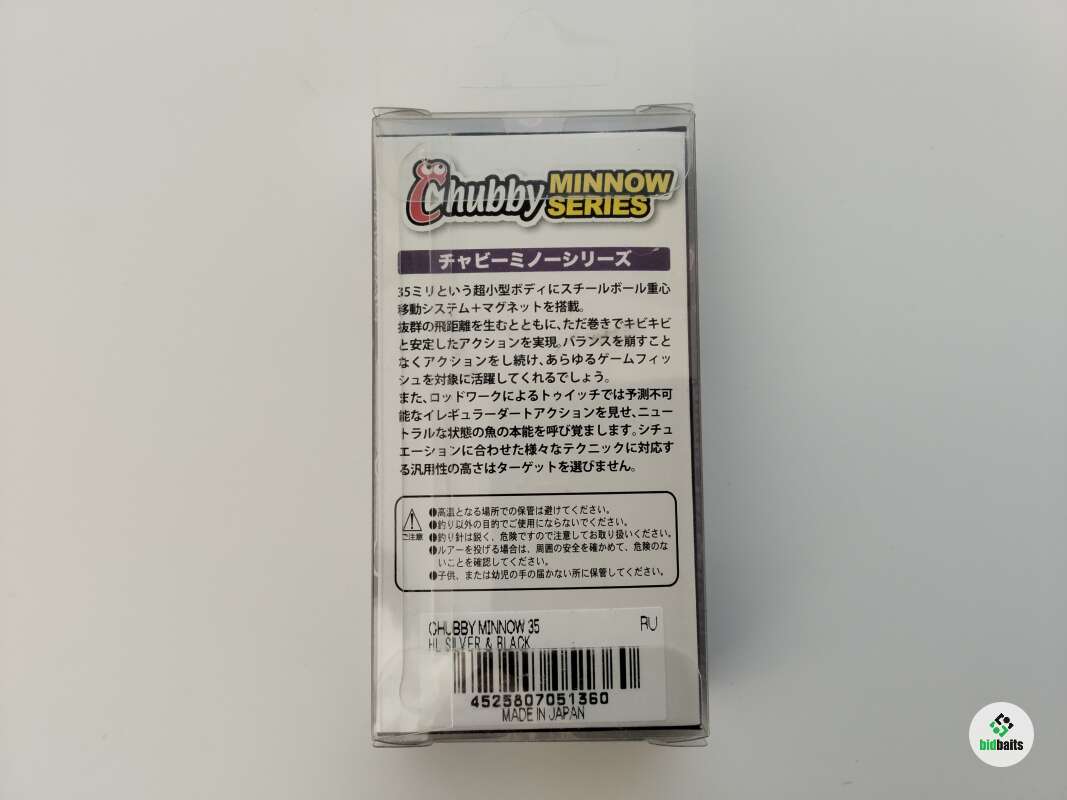 Chubby MINNOW
SERIES
チャビーミノーシリーズ
35ミリという超小型ボディにスチールボール重心
移動システム＋マグネットを搭載。
抜群の飛距離を生むとともに、ただ巻きでキビキビ
と安定したアクションを実現。バランスを崩すこと
なくアクションをし続け、あらゆるゲームフィッ
シュを対象に活躍してくれるでしょう。
また、ロッドワークによるトゥイッチでは予測不可
能なイレギュラーダートアクションを見せ、ニュー
トラルな状態の魚の本能を呼び覚まします。シチュ
エーションに合わせた様々なテクニックに対応す
る汎用性の高さはターゲットを選びません。
ご注意
●高温となる場所での保管は避けてください。
●釣り以外の目的でご使用にならないでください。
●釣り針は鋭く、危険ですので注意してお取り扱いください。
●ルアーを投げる場合は、周囲の安全を確かめて、危険のな
いことを確認してください。
●子供、または幼児の手の届かない所に保管してください。
CHUBBY MINNOW 35 RU
HL SILVER & BLACK
4525807051360
MADE IN JAPAN
bidbaits